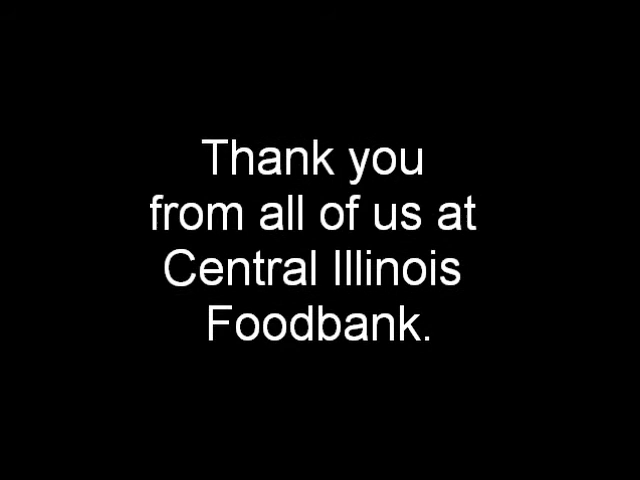 Thank you
from all of us at
Central Illinois
Foodbank.